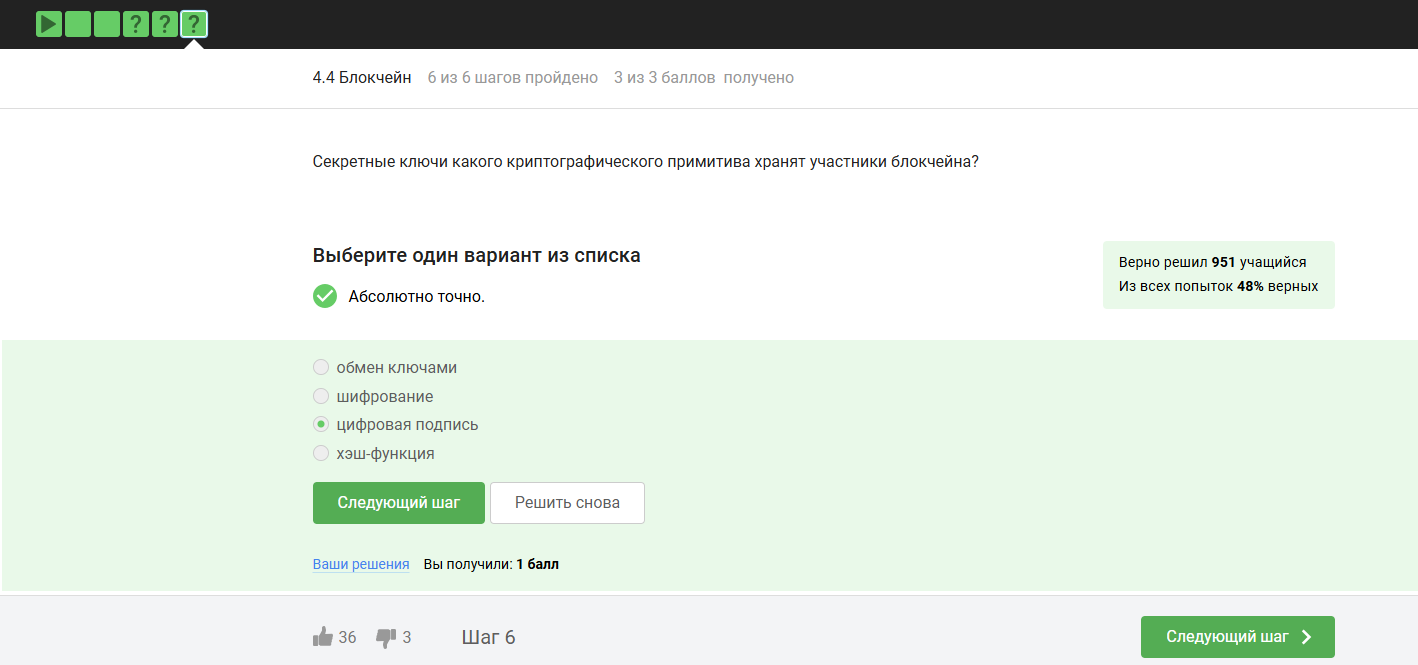 ? ? ?
4.4 Блокчейн 6 из 6 шагов пройдено 3 из 3 баллов получено
Секретные ключи какого криптографического примитива хранят участники блокчейна?
Выберите один вариант из списка
Абсолютно точно.
Верно решил 951 учащийся
Из всех попыток 48% верных
обмен ключами
шифрование
цифровая подпись
хэш-функция
Следующий шаг Решить снова
Ваши решения Вы получили: 1 балл
36 3 Шаг 6 Следующий шаг